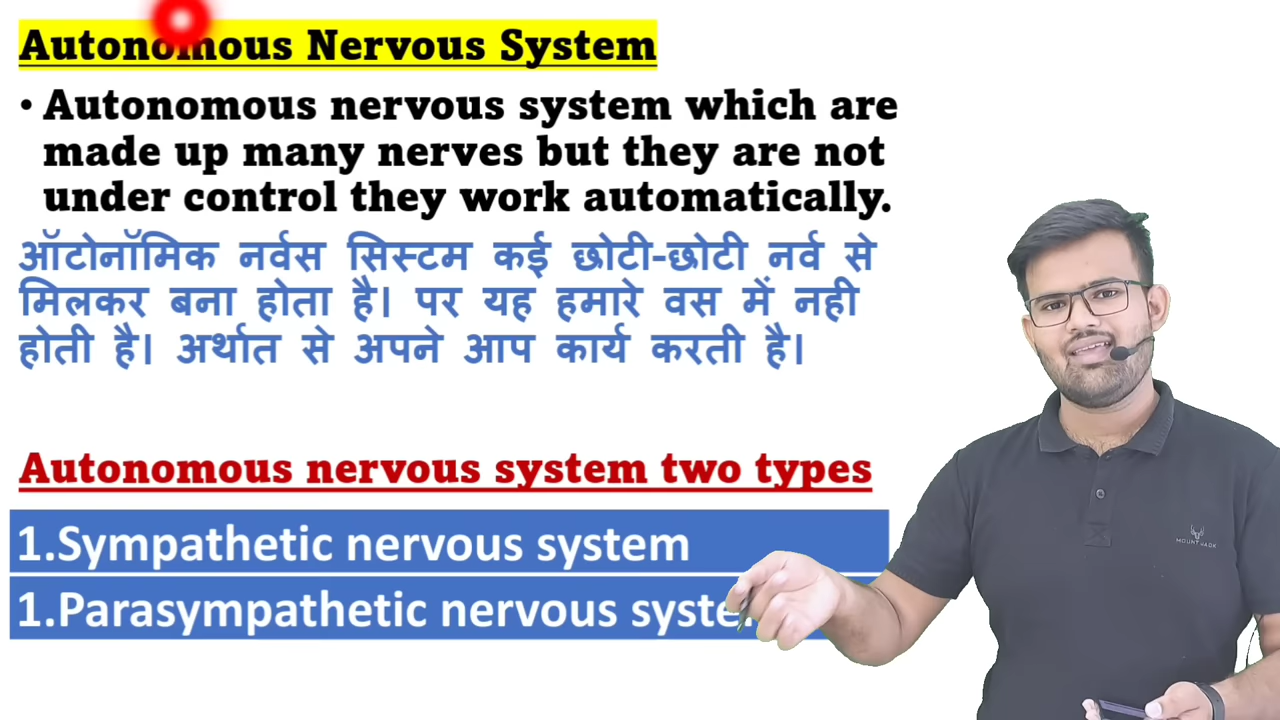 Autonomous Nervous System
• Autonomous nervous system which are
made up many nerves but they are not
under control they work automatically.
ऑटोनॉमिक नर्वस सिस्टम कई छोटी-छोटी नर्व से
मिलकर बना होता है। पर यह हमारे वस में नही
होती है। अर्थात से अपने आप कार्य करती है।
Autonomous nervous system two types
1.Sympathetic nervous system
1.Parasympathetic nervous syste